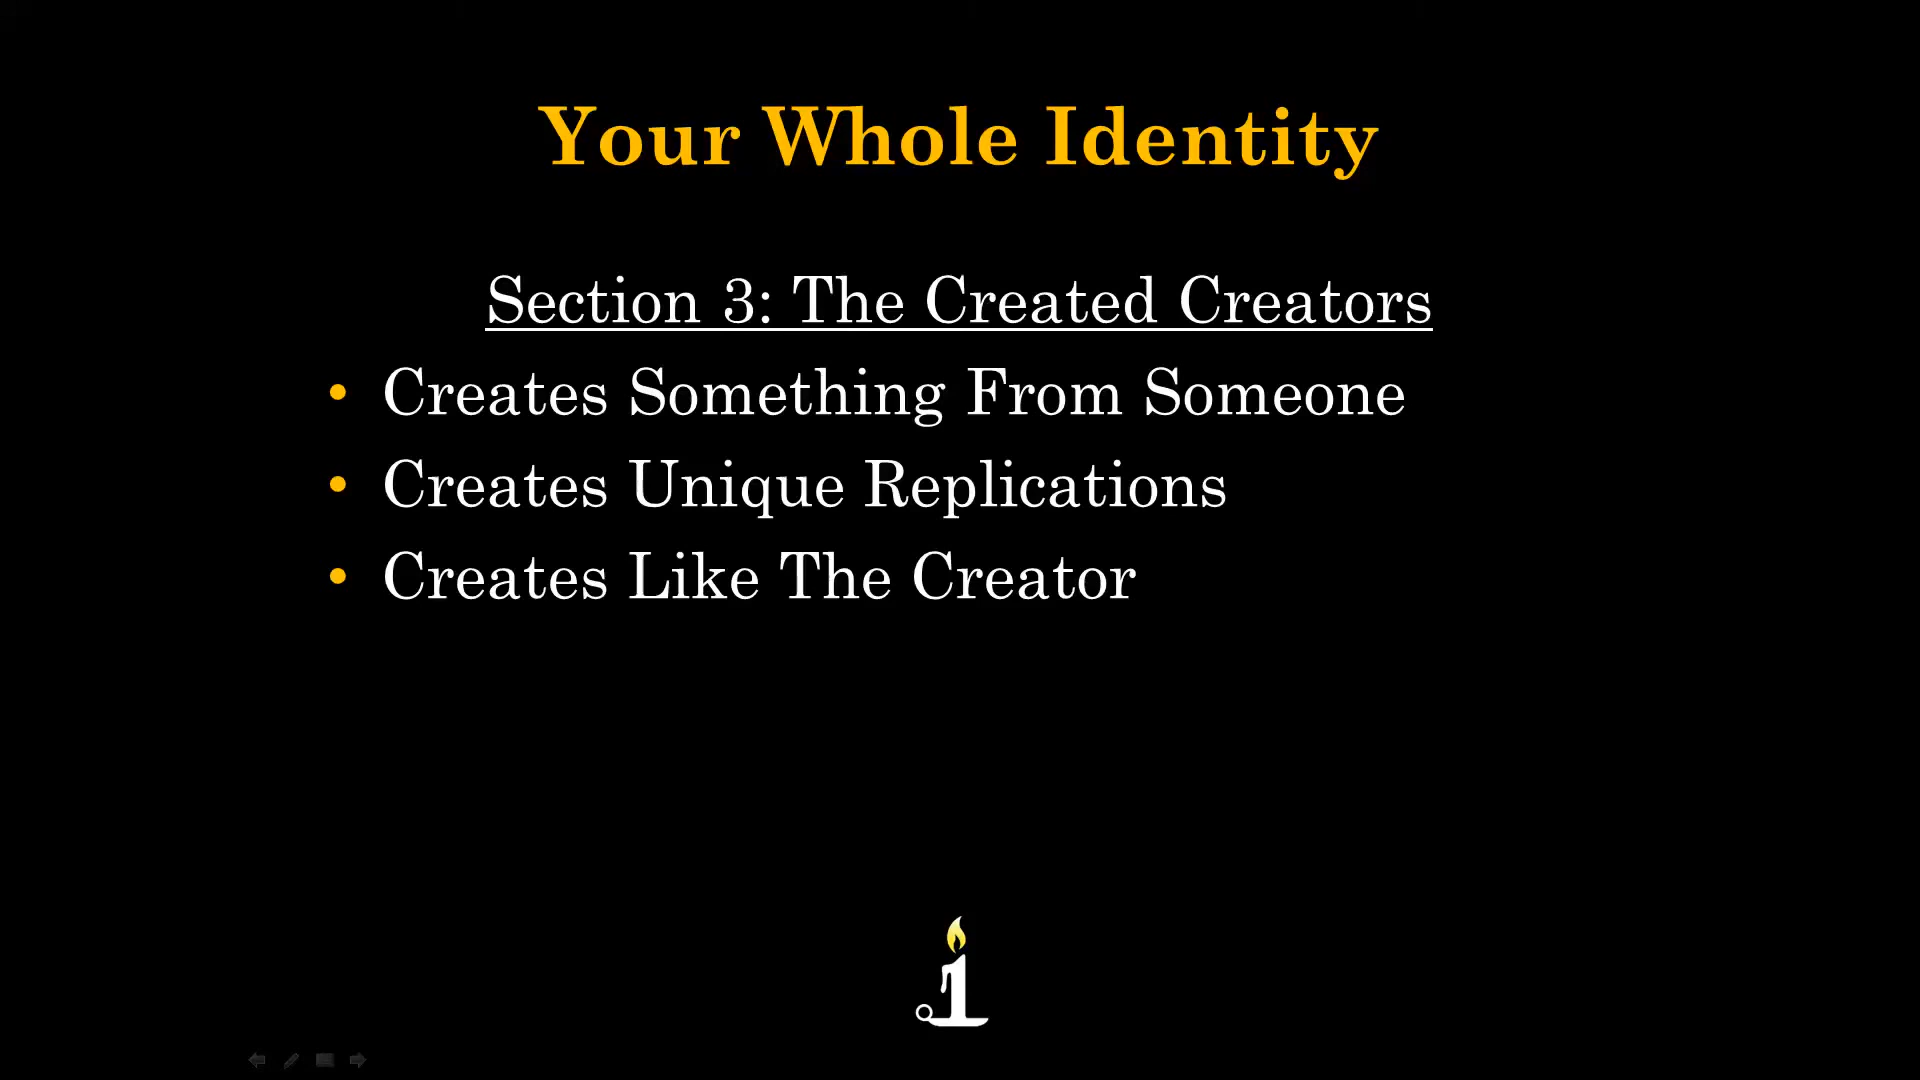 Your Whole Identity
Section 3: The Created Creators
• Creates Something From Someone
• Creates Unique Replications
• Creates Like The Creator